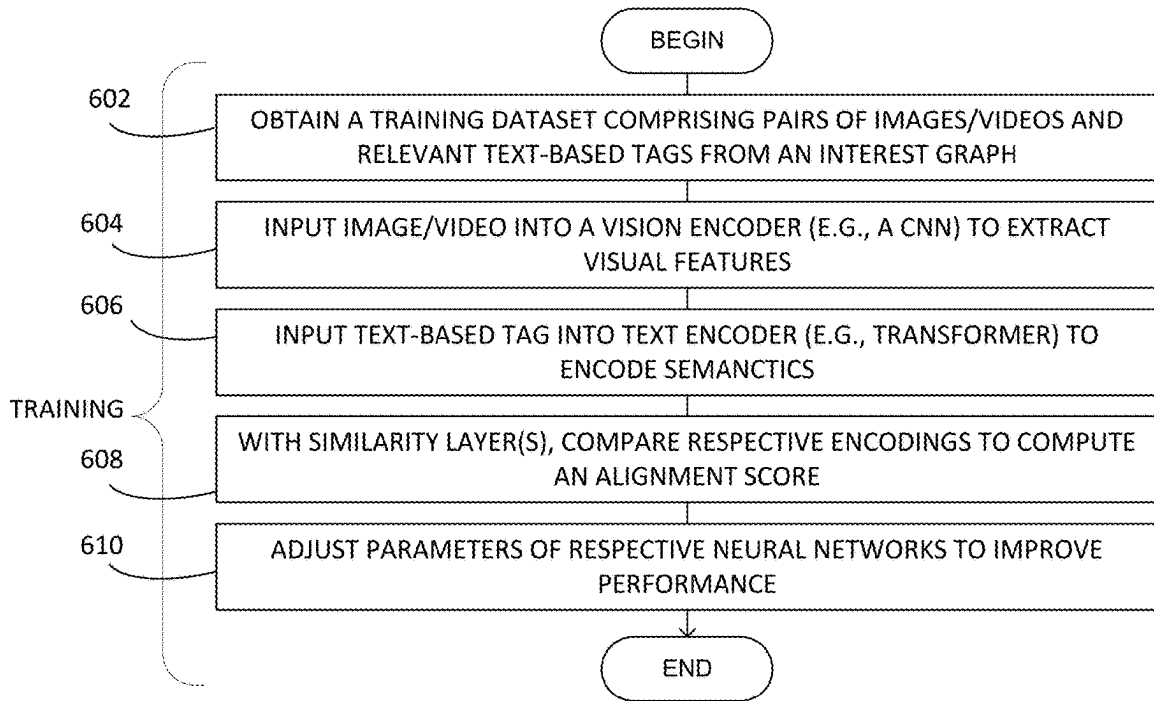 BEGIN
602
OBTAIN A TRAINING DATASET COMPRISING PAIRS OF IMAGES/VIDEOS AND
RELEVANT TEXT-BASED TAGS FROM AN INTEREST GRAPH
604
INPUT IMAGE/VIDEO INTO A VISION ENCODER (E.G., A CNN) TO EXTRACT
VISUAL FEATURES
606
INPUT TEXT-BASED TAG INTO TEXT ENCODER (E.G., TRANSFORMER) TO
ENCODE SEMANCTICS
TRAINING
608
WITH SIMILARITY LAYER(S), COMPARE RESPECTIVE ENCODINGS TO COMPUTE
AN ALIGNMENT SCORE
610
ADJUST PARAMETERS OF RESPECTIVE NEURAL NETWORKS TO IMPROVE
PERFORMANCE
END